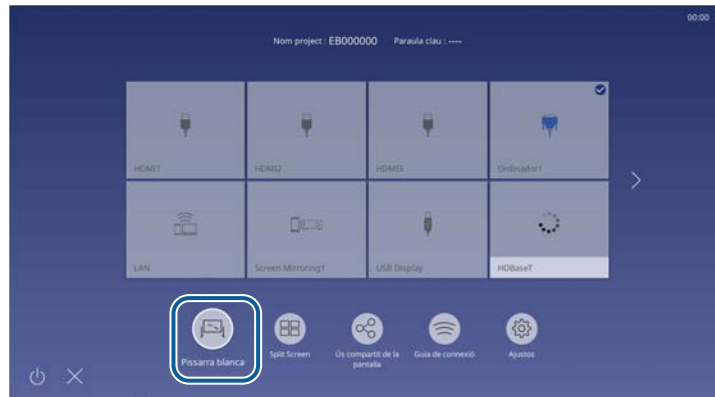 00:00
Nom project : EB000000 Paraula clau : ----
HDMI1 HDMI2 HDMI3 Ordinador1
LAN Screen Mirroring1 USB Display HDBaseT
Pissarra blanca Split Screen Ús compartit de la Guia de connexió Ajustos
pantalla